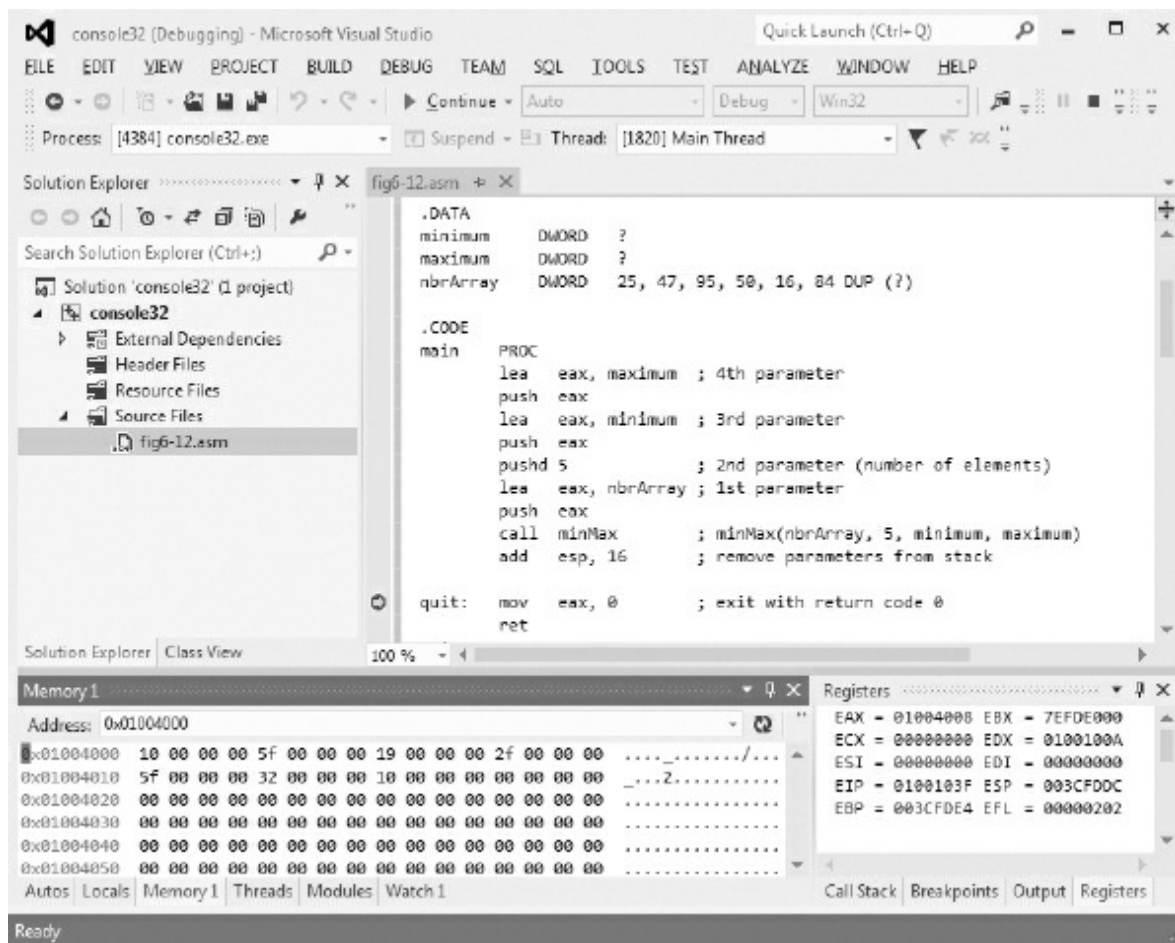 console32 (Debugging) - Microsoft Visual Studio
Quick Launch (Ctrl+Q)
FILE EDIT VIEW PROJECT BUILD DEBUG TEAM SQL TOOLS TEST ANALYZE WINDOW HELP
Continue Auto Debug Win32
Process: [4384] console32.exe Suspend Thread: [1820] Main Thread
Solution Explorer
Search Solution Explorer (Ctrl+;)
Solution 'console32' (1 project)
console32
External Dependencies
Header Files
Resource Files
Source Files
fig6-12.asm
Solution Explorer Class View
fig6-12.asm
.DATA
minimum DWORD ?
maximum DWORD ?
nbrArray DWORD 25, 47, 95, 50, 16, 84 DUP (?)
.CODE
main PROC
lea eax, maximum ; 4th parameter
push eax
lea eax, minimum ; 3rd parameter
push eax
pushd 5 ; 2nd parameter (number of elements)
lea eax, nbrArray ; 1st parameter
push eax
call minMax ; minMax(nbrArray, 5, minimum, maximum)
add esp, 16 ; remove parameters from stack
quit: mov eax, 0 ; exit with return code 0
ret
100 %
Memory 1
Address: 0x01004000
0x01004000 10 00 00 00 5f 00 00 00 19 00 00 00 2f 00 00 00 ...._......./...
0x01004010 5f 00 00 00 32 00 00 00 10 00 00 00 00 00 00 00 _...2...........
0x01004020 00 00 00 00 00 00 00 00 00 00 00 00 00 00 00 00 ................
0x01004030 00 00 00 00 00 00 00 00 00 00 00 00 00 00 00 00 ................
0x01004040 00 00 00 00 00 00 00 00 00 00 00 00 00 00 00 00 ................
0x01004050 00 00 00 00 00 00 00 00 00 00 00 00 00 00 00 00 ................
Autos Locals Memory 1 Threads Modules Watch 1
Registers
EAX = 01004008 EBX = 7EFDE000
ECX = 00000000 EDX = 0100100A
ESI = 00000000 EDI = 00000000
EIP = 0100103F ESP = 003CFDDC
EBP = 003CFDE4 EFL = 00000202
Call Stack Breakpoints Output Registers
Ready